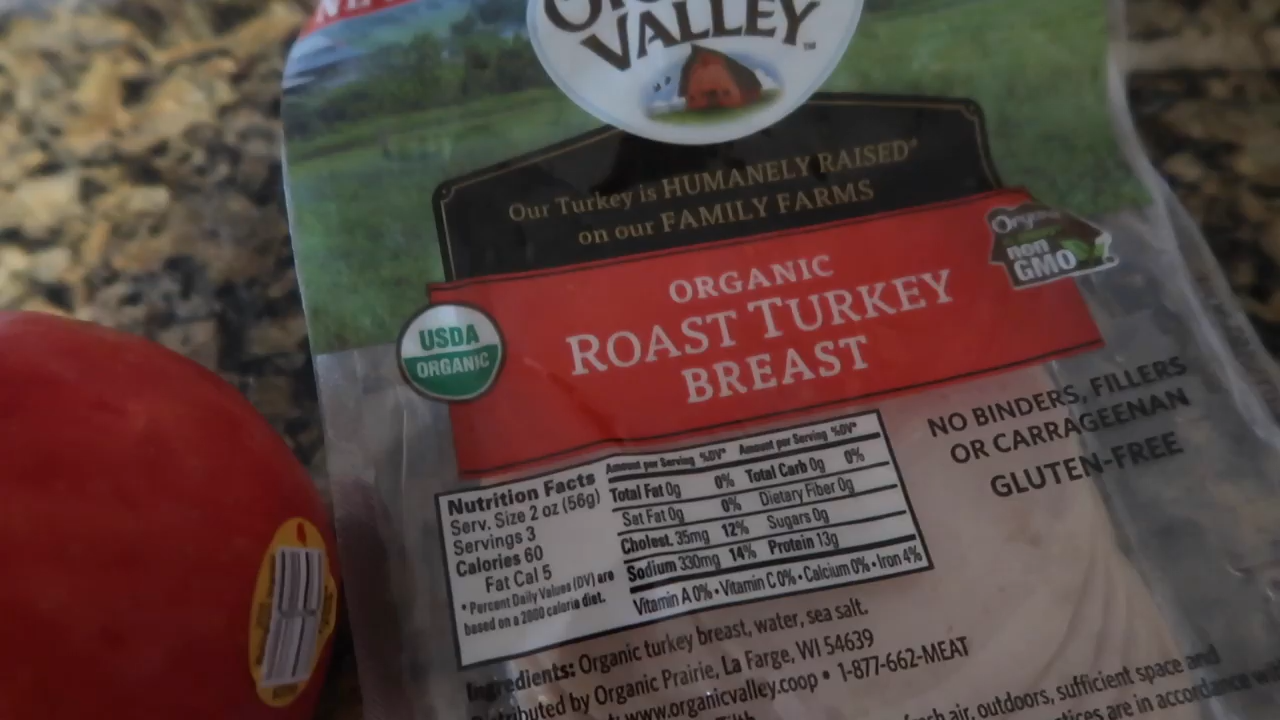 VALLEY™
Our Turkey is HUMANELY RAISED*
on our FAMILY FARMS
ORGANIC
ROAST TURKEY
BREAST
non
GMO
USDA
ORGANIC
NO BINDERS, FILLERS
OR CARRAGEENAN
GLUTEN-FREE
Nutrition Facts
Serv. Size 2 oz (56g)
Servings 3
Calories 60
Fat Cal 5
* Percent Daily Values (DV) are
based on a 2000 calorie diet.
Amount per Serving %DV* Amount per Serving %DV*
Total Fat 0g 0% Total Carb 0g 0%
Sat Fat 0g 0% Dietary Fiber 0g
Cholest. 35mg 12% Sugars 0g
Sodium 330mg 14% Protein 13g
Vitamin A 0% • Vitamin C 0% • Calcium 0% • Iron 4%
Ingredients: Organic turkey breast, water, sea salt.
by Organic Prairie, La Farge, WI 54639
www.organicvalley.coop • 1-877-662-MEAT
air, outdoors, sufficient space and
are in accordance